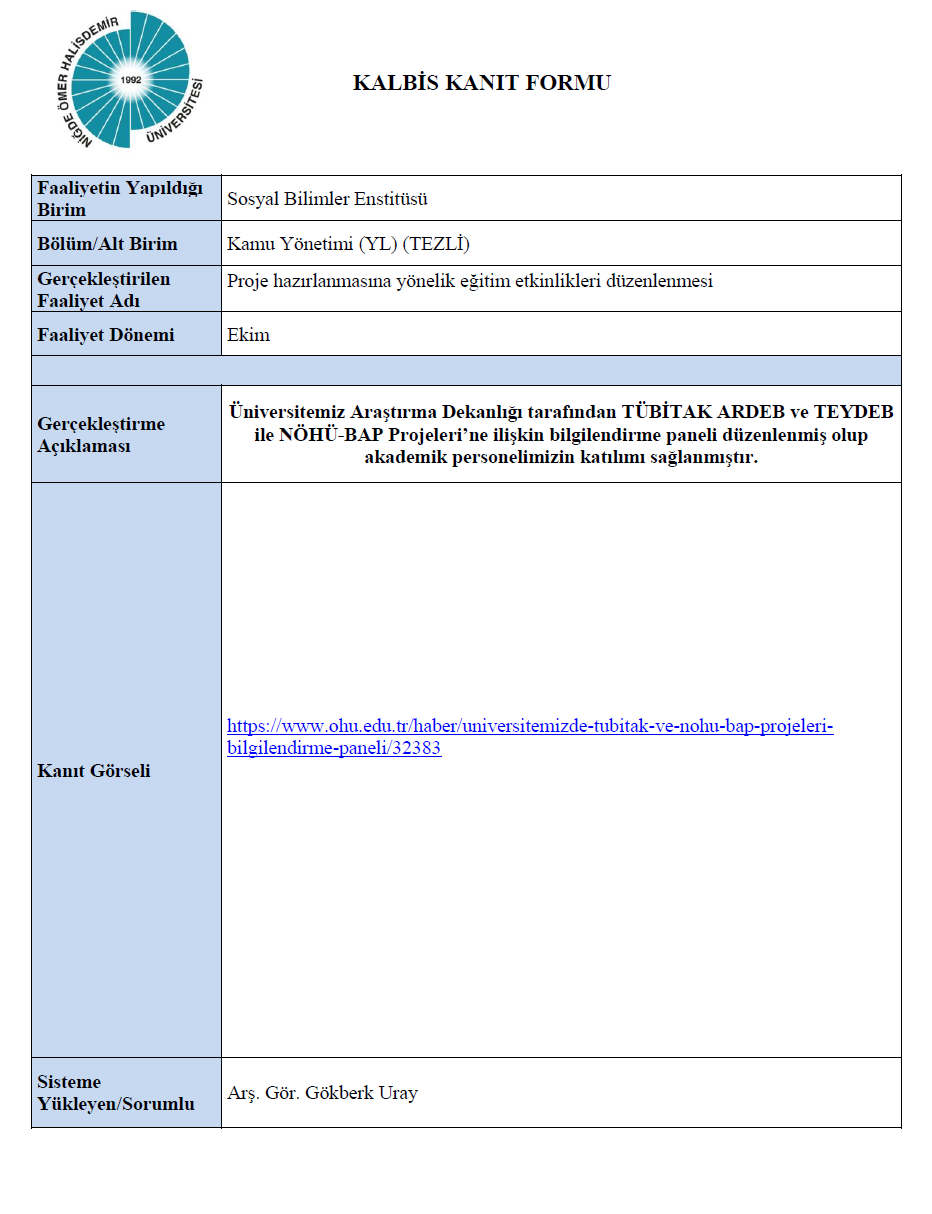 NİĞDE ÖMER HALİSDEMİR
ÜNİVERSİTESİ
1992
KALBİS KANIT FORMU
Faaliyetin Yapıldığı
Birim
Sosyal Bilimler Enstitüsü
Bölüm/Alt Birim
Kamu Yönetimi (YL) (TEZLİ)
Gerçekleştirilen
Faaliyet Adı
Proje hazırlanmasına yönelik eğitim etkinlikleri düzenlenmesi
Faaliyet Dönemi
Ekim
Gerçekleştirme
Açıklaması
Üniversitemiz Araştırma Dekanlığı tarafından TÜBİTAK ARDEB ve TEYDEB
ile NÖHÜ-BAP Projeleri’ne ilişkin bilgilendirme paneli düzenlenmiş olup
akademik personelimizin katılımı sağlanmıştır.
Kanıt Görseli
https://www.ohu.edu.tr/haber/universitemizde-tubitak-ve-nohu-bap-projeleri-
bilgilendirme-paneli/32383
Sisteme
Yükleyen/Sorumlu
Arş. Gör. Gökberk Uray